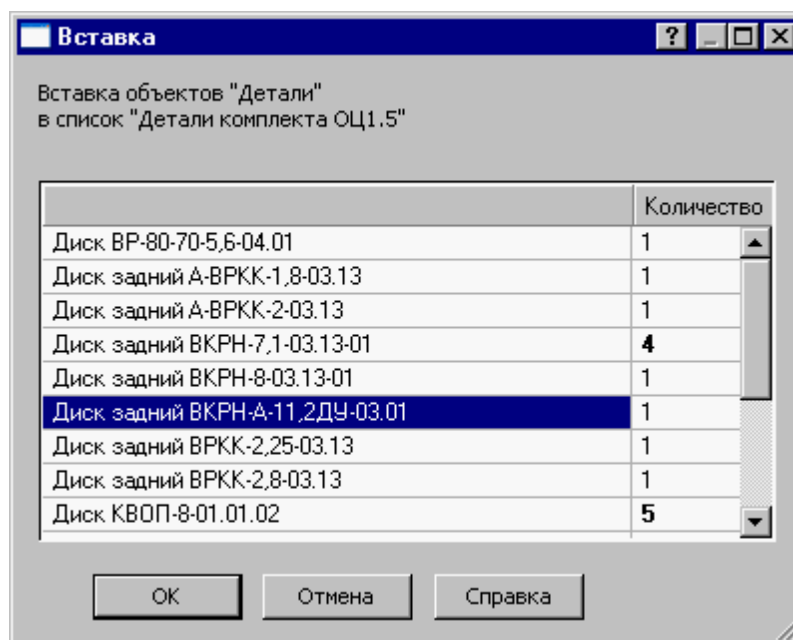 Вставка
Вставка объектов "Детали"
в список "Детали комплекта ОЦ1.5"
Количество
Диск ВР-80-70-5,6-04.01 1
Диск задний А-ВРКК-1,8-03.13 1
Диск задний А-ВРКК-2-03.13 1
Диск задний ВКРН-7,1-03.13-01 4
Диск задний ВКРН-8-03.13-01 1
Диск задний ВКРН-А-11,2ДУ-03.01 1
Диск задний ВРКК-2,25-03.13 1
Диск задний ВРКК-2,8-03.13 1
Диск КВОП-8-01.01.02 5
ОК Отмена Справка